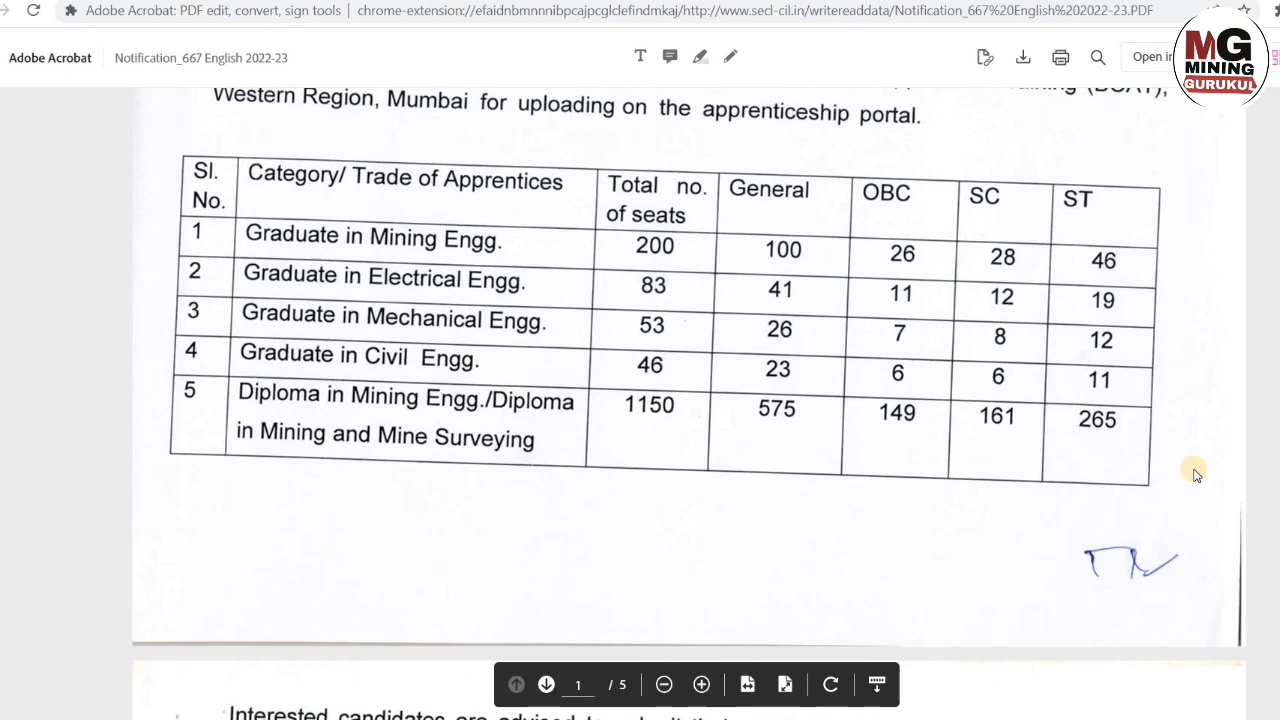 Adobe Acrobat: PDF edit, convert, sign tools | chrome-extension://efaidnbmnnnibpcajpcglclefindmkaj/http://www.secl-cil.in/writereaddata/Notification_667%20English%202022-23.PDF
Adobe Acrobat Notification_667 English 2022-23 Open in
MG
MINING
GURUKUL
Western Region, Mumbai for uploading on the apprenticeship portal.
Sl. No. Category/ Trade of Apprentices Total no. of seats General OBC SC ST
1 Graduate in Mining Engg. 200 100 26 28 46
2 Graduate in Electrical Engg. 83 41 11 12 19
3 Graduate in Mechanical Engg. 53 26 7 8 12
4 Graduate in Civil Engg. 46 23 6 6 11
5 Diploma in Mining Engg./Diploma 1150 575 149 161 265
in Mining and Mine Surveying
1 / 5
Interested candidates are advised